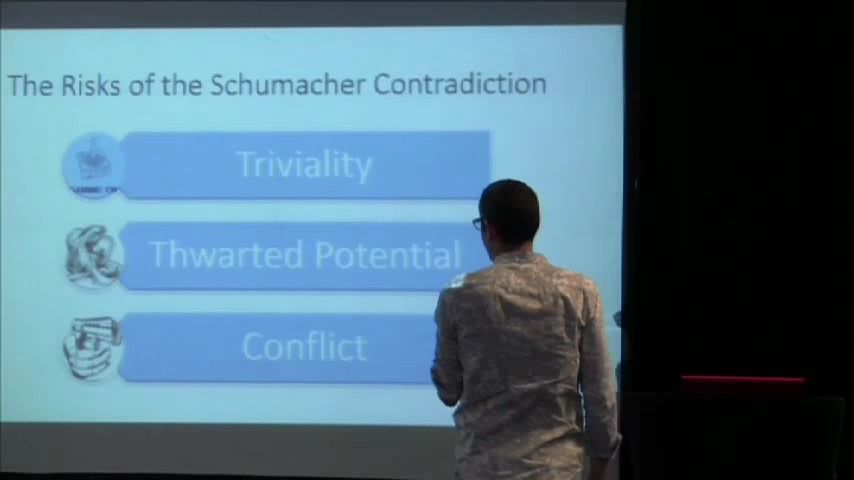 The Risks of the Schumacher Contradiction
Triviality
Thwarted Potential
Conflict